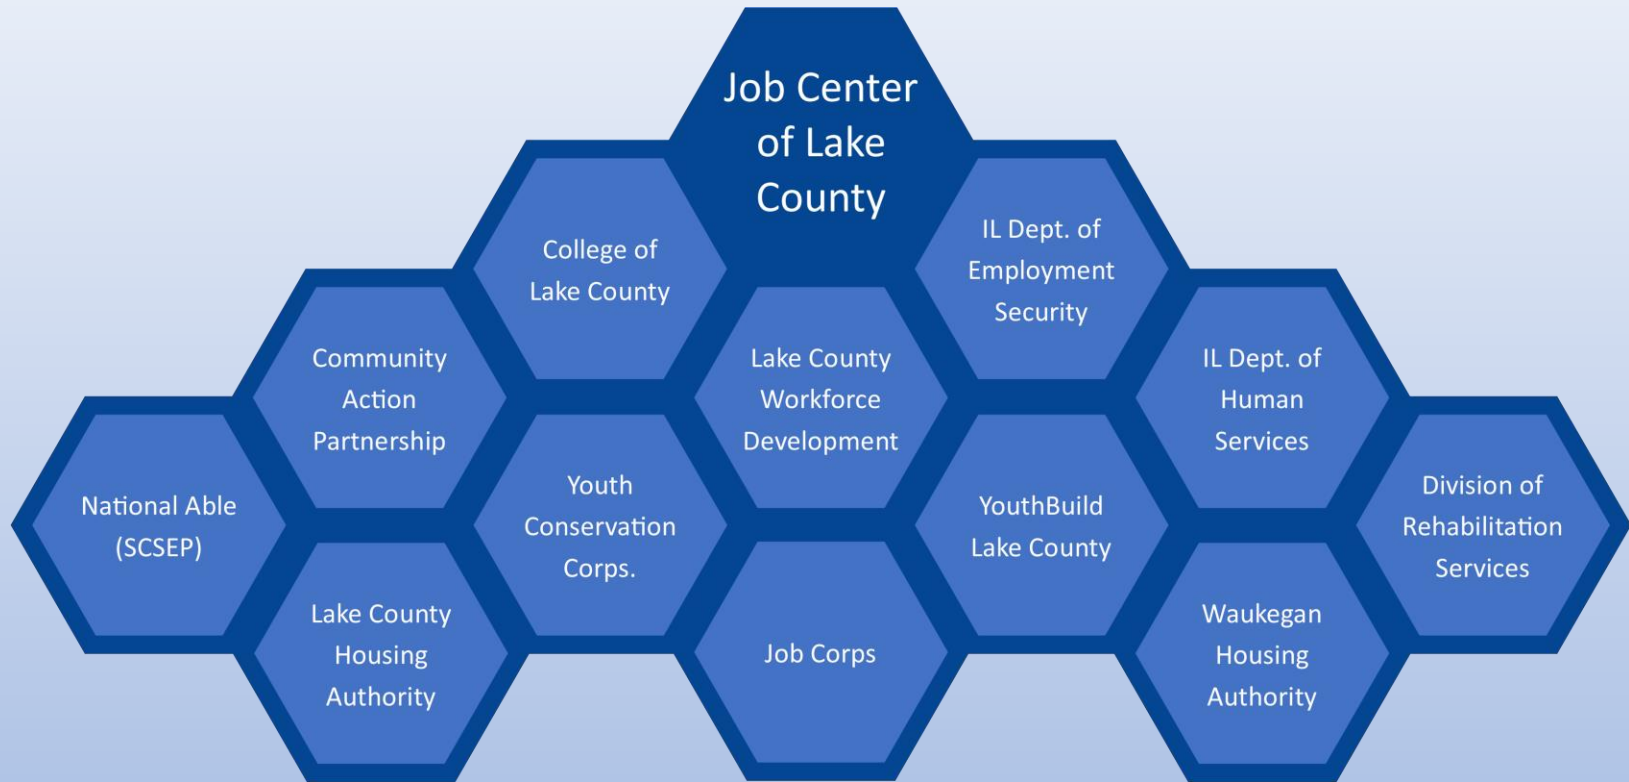 Job Center
of Lake
County
College of
Lake County
IL Dept. of
Employment
Security
Community
Action
Partnership
Lake County
Workforce
Development
IL Dept. of
Human
Services
National Able
(SCSEP)
Youth
Conservation
Corps.
YouthBuild
Lake County
Division of
Rehabilitation
Services
Lake County
Housing
Authority
Job Corps
Waukegan
Housing
Authority